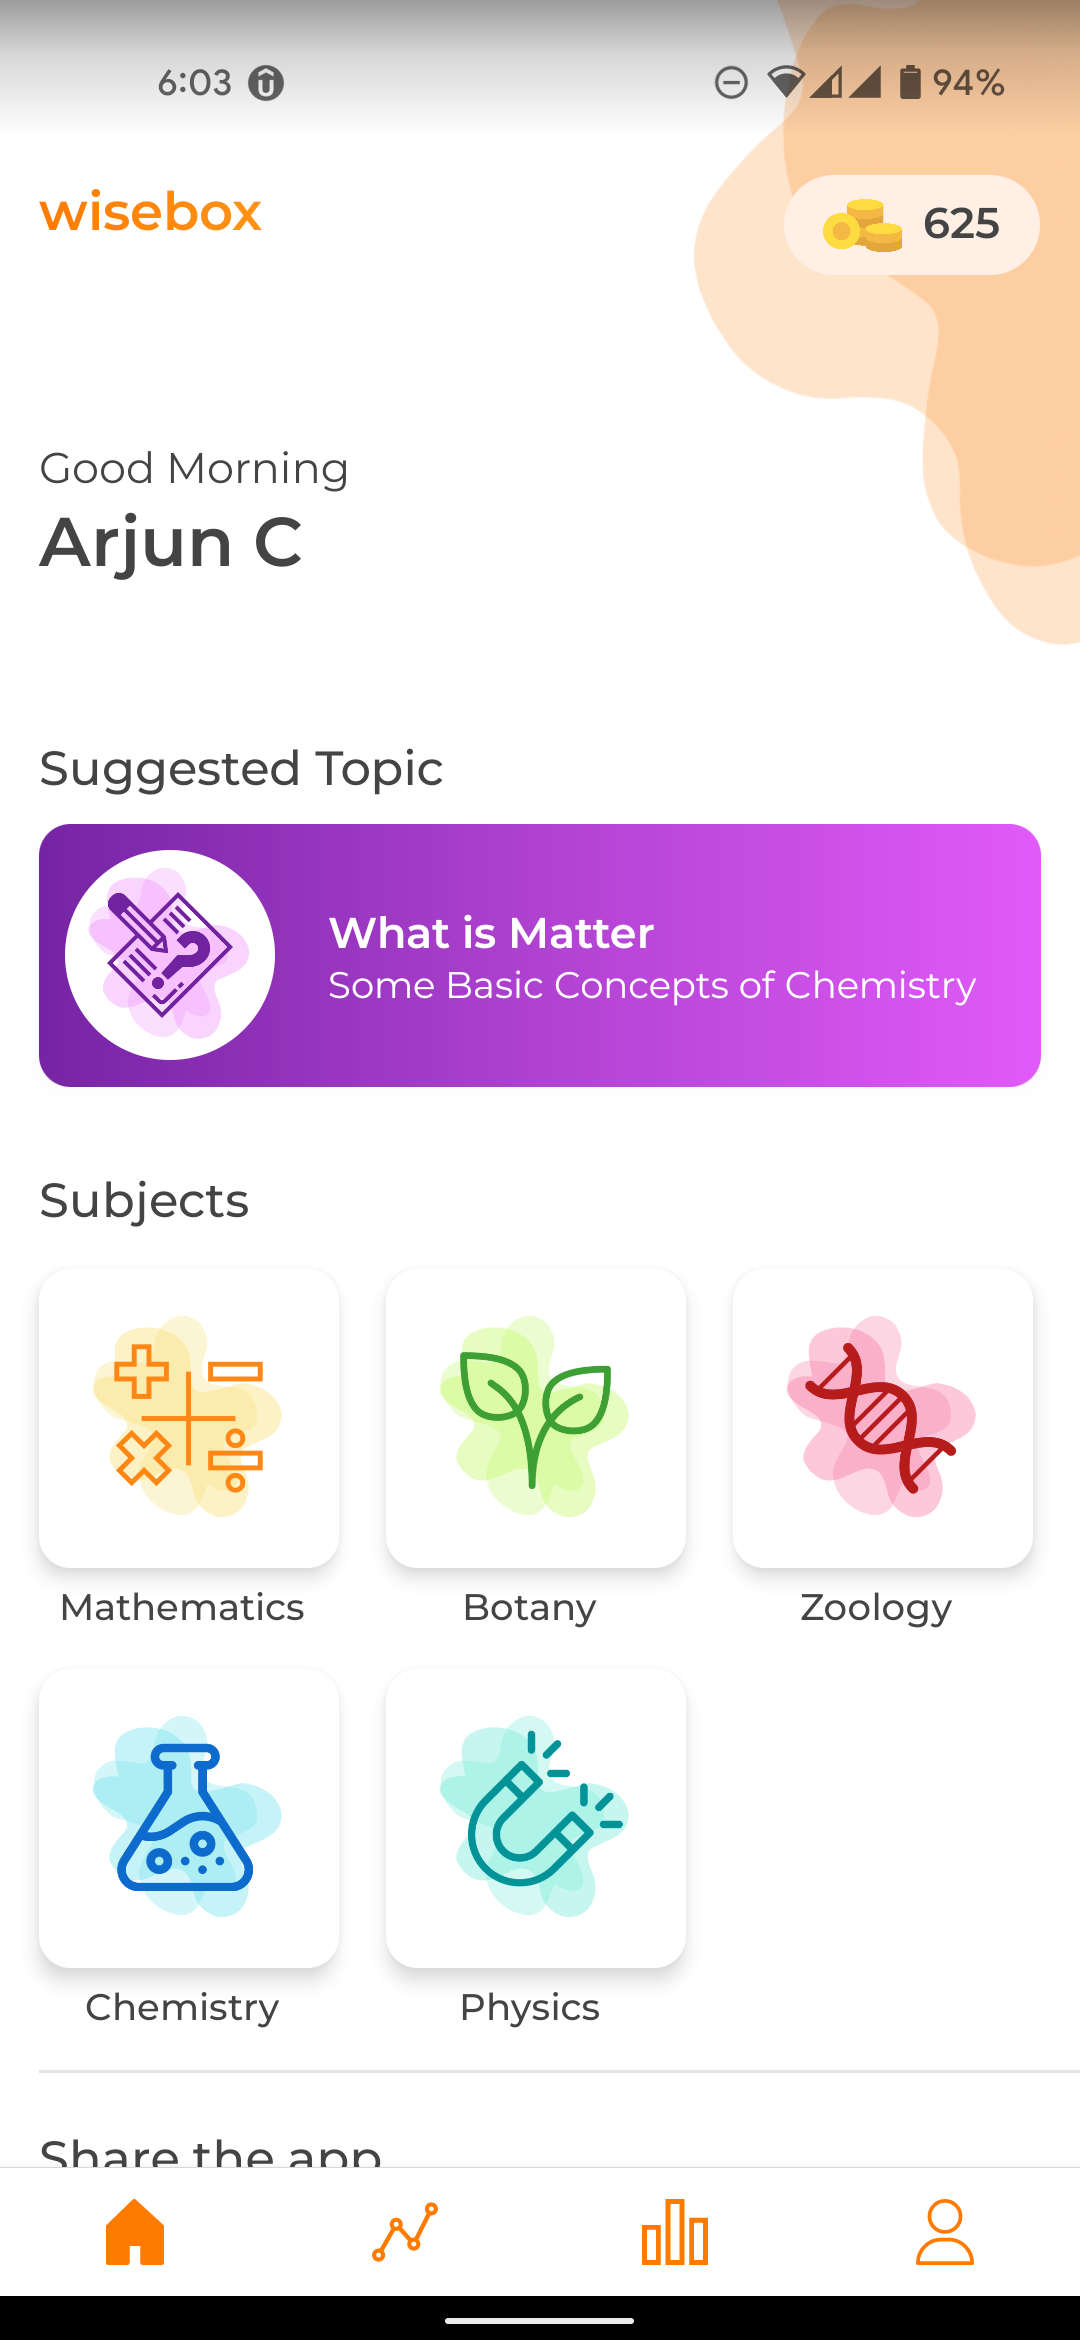 6:03
94%
wisebox
625
Good Morning
Arjun C
Suggested Topic
What is Matter
Some Basic Concepts of Chemistry
Subjects
Mathematics
Botany
Zoology
Chemistry
Physics
Share the app